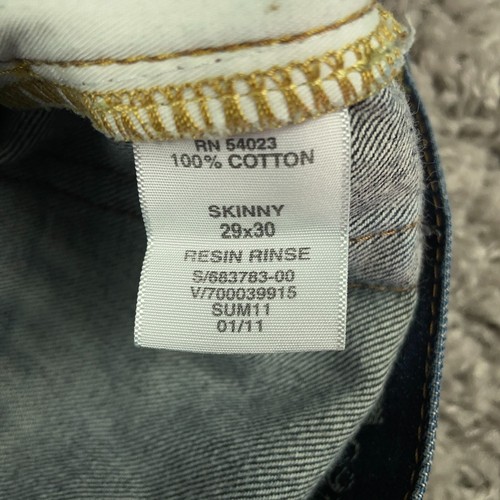 RN 54023
100% COTTON
SKINNY
29x30
RESIN RINSE
S/683783-00
V/700039915
SUM11
01/11